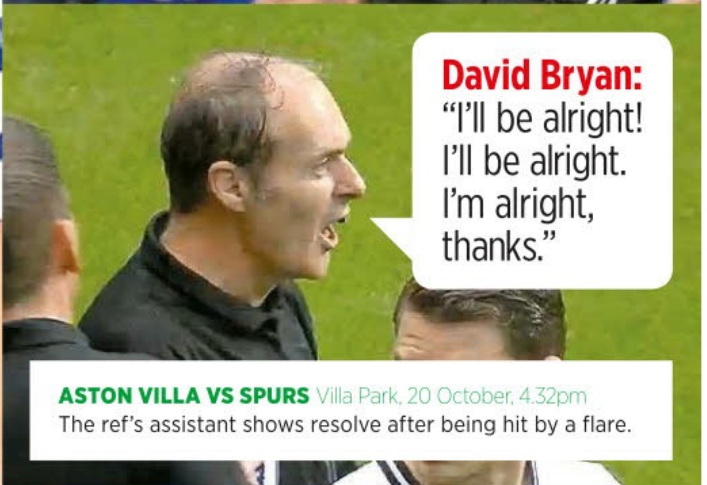 David Bryan:
“I’ll be alright!
I’ll be alright.
I’m alright,
thanks.”
ASTON VILLA VS SPURS Villa Park, 20 October, 4.32pm
The ref’s assistant shows resolve after being hit by a flare.